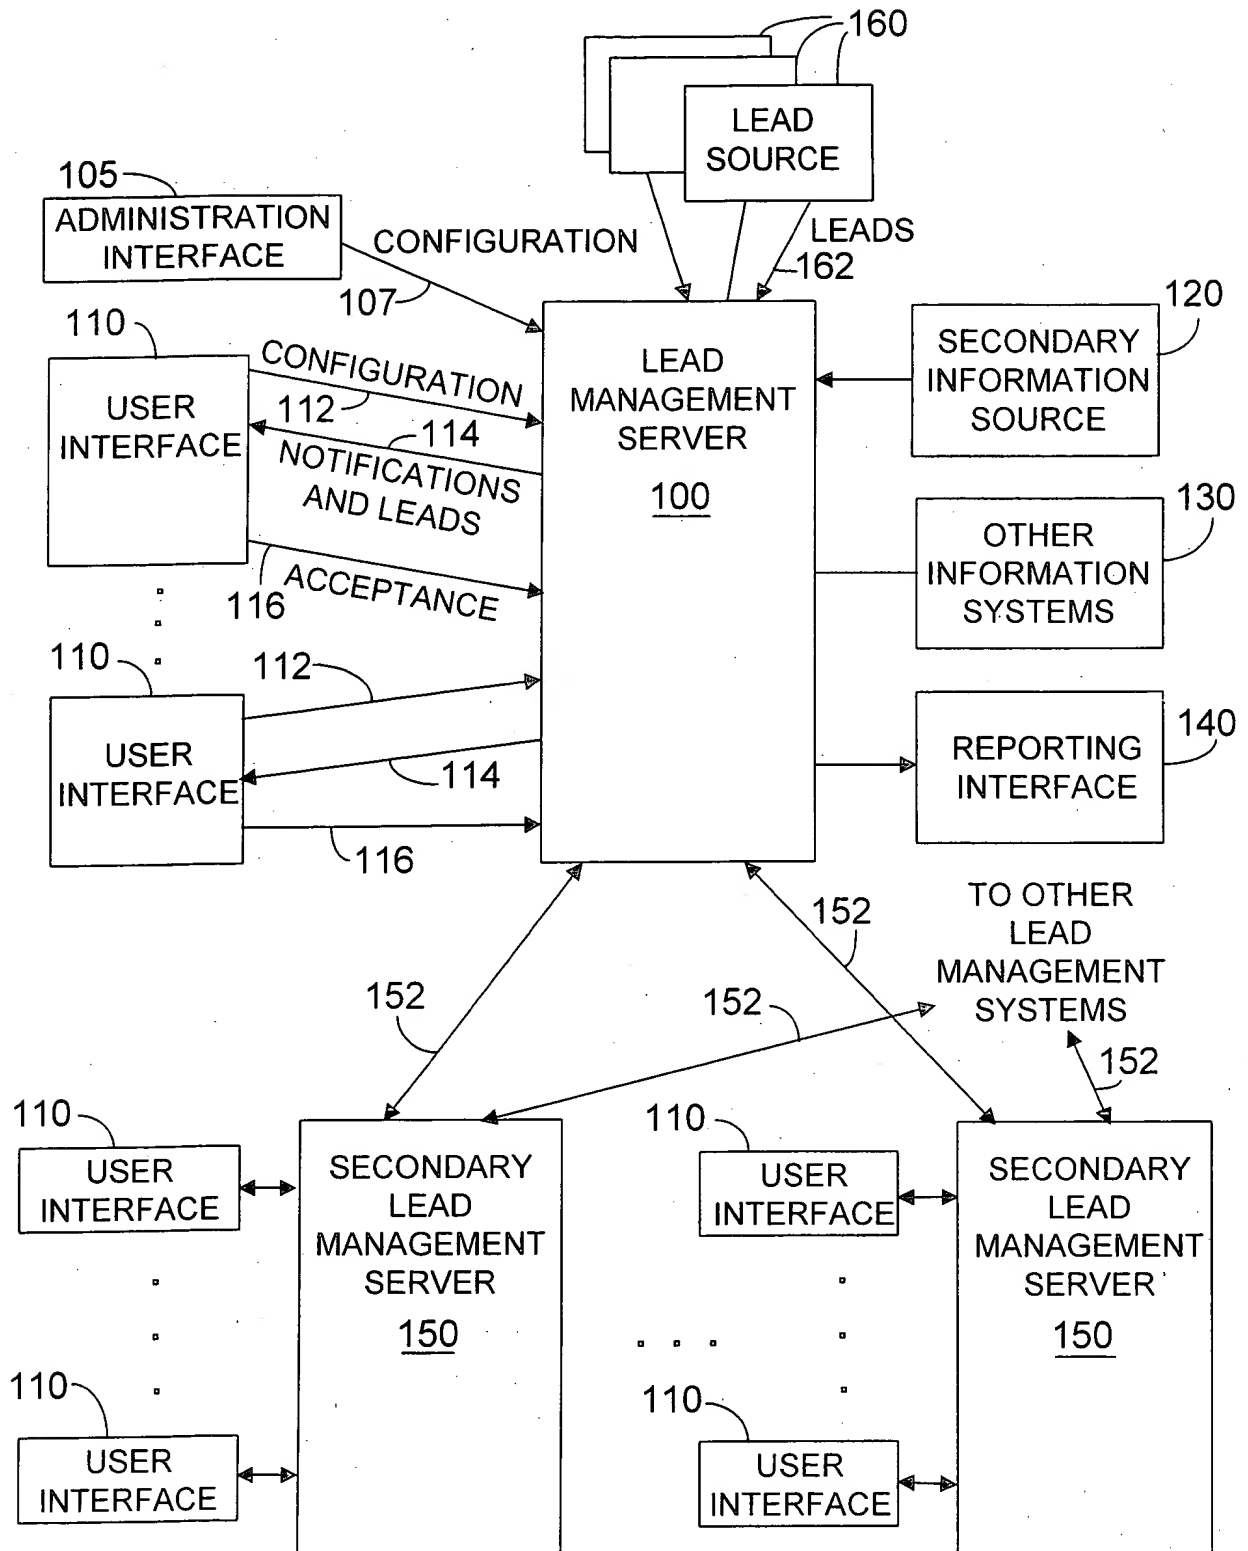 160
LEAD
SOURCE
105
ADMINISTRATION
INTERFACE
CONFIGURATION
107
LEADS
162
110
USER
INTERFACE
CONFIGURATION
112
114
NOTIFICATIONS
AND LEADS
116
ACCEPTANCE
LEAD
MANAGEMENT
SERVER
100
120
SECONDARY
INFORMATION
SOURCE
130
OTHER
INFORMATION
SYSTEMS
110
USER
INTERFACE
112
114
116
140
REPORTING
INTERFACE
152
152
152
TO OTHER
LEAD
MANAGEMENT
SYSTEMS
152
110
USER
INTERFACE
SECONDARY
LEAD
MANAGEMENT
SERVER
150
110
USER
INTERFACE
110
USER
INTERFACE
SECONDARY
LEAD
MANAGEMENT
SERVER
150
110
USER
INTERFACE